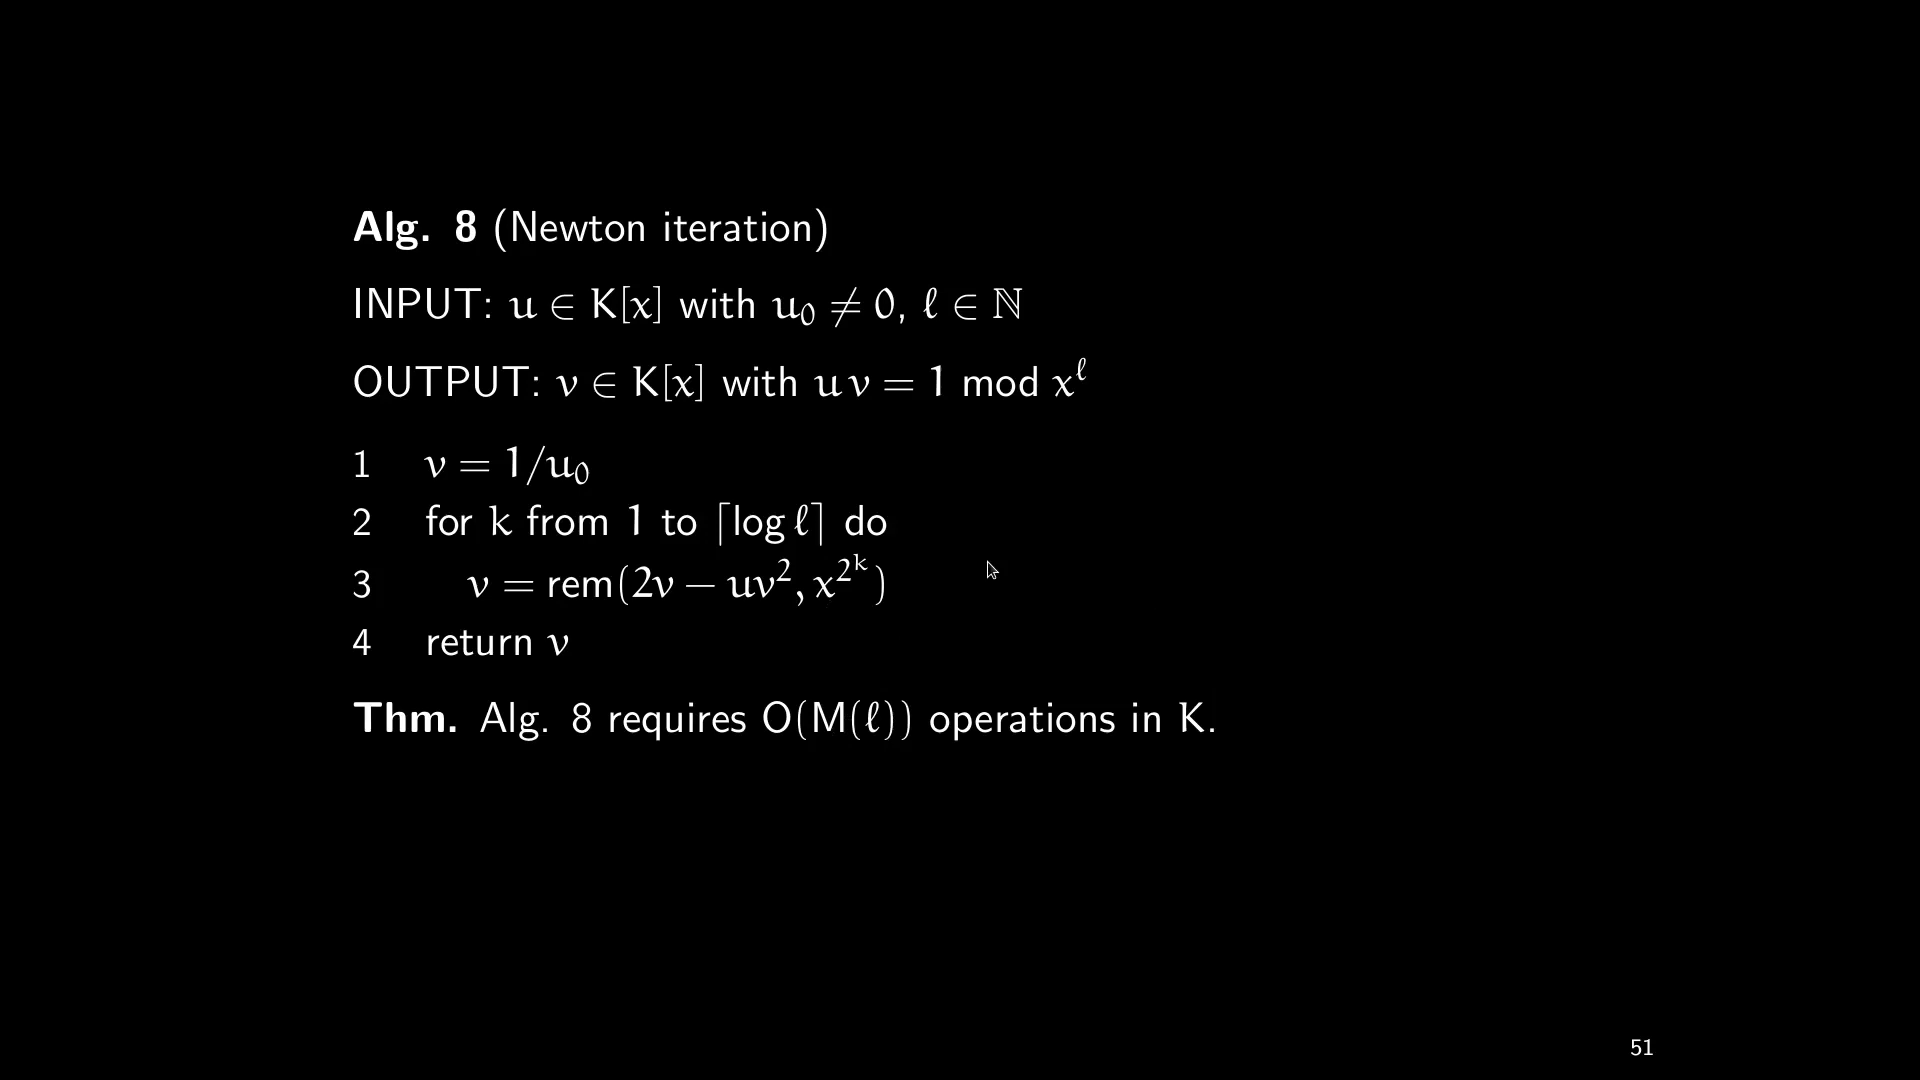 Alg. 8 (Newton iteration)
INPUT: u ∈ K[x] with u₀ ≠ 0, ℓ ∈ ℕ
OUTPUT: v ∈ K[x] with uv = 1 mod x^ℓ
1 v = 1/u₀
2 for k from 1 to ⌈log ℓ⌉ do
3 v = rem(2v − uv², x^{2^k})
4 return v
Thm. Alg. 8 requires O(M(ℓ)) operations in K.
51